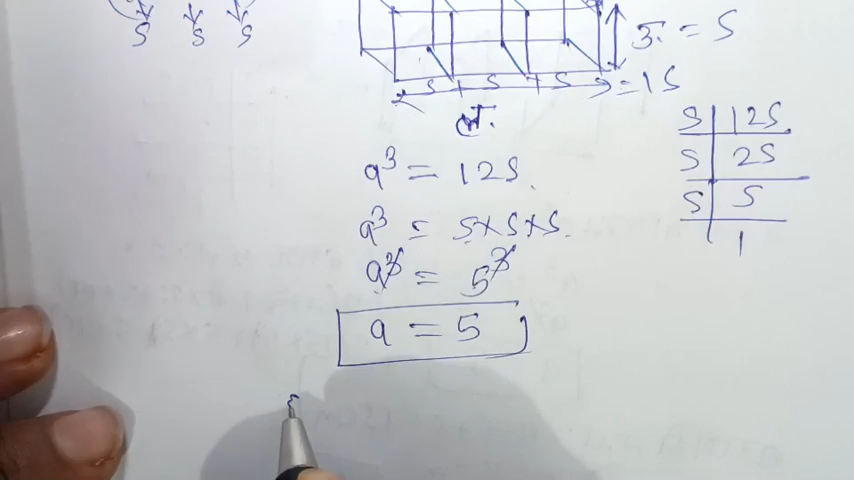 5 5 5
= 5
5 + 5 + 5 = 15
5 | 125
5 | 25
5 | 5
| 1
a³ = 125
a³ = 5×5×5
a³ = 5³
a = 5